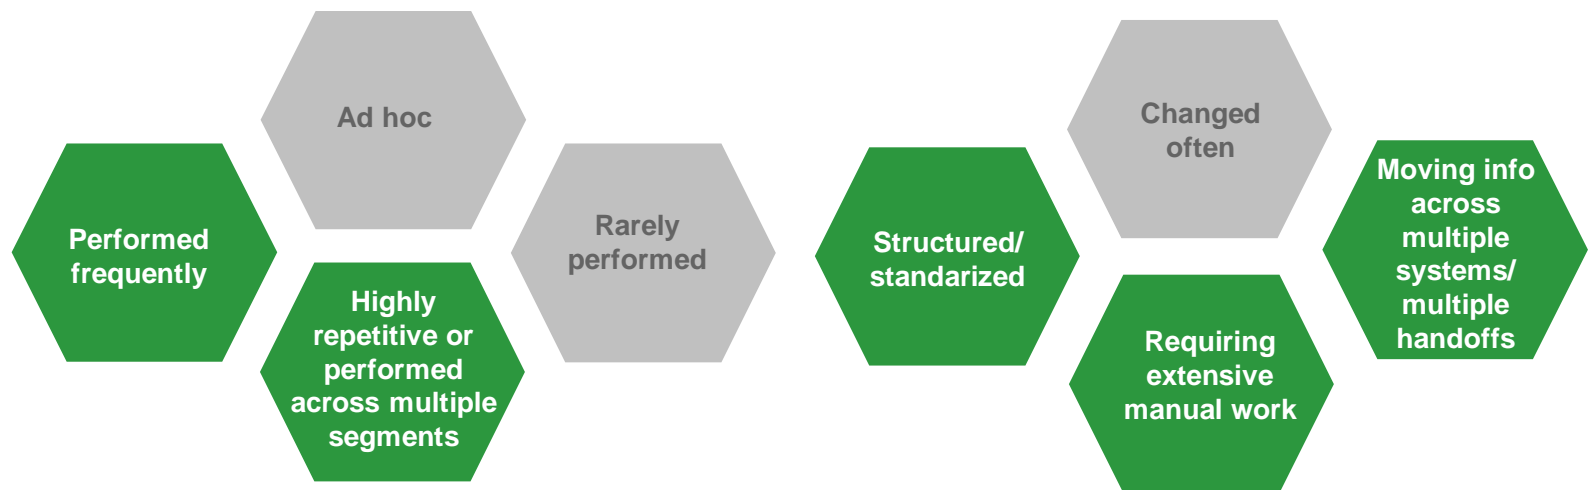 Ad hoc
Performed
frequently
Highly
repetitive or
performed
across multiple
segments
Rarely
performed
Structured/
standarized
Changed
often
Requiring
extensive
manual work
Moving info
across
multiple
systems/
multiple
handoffs